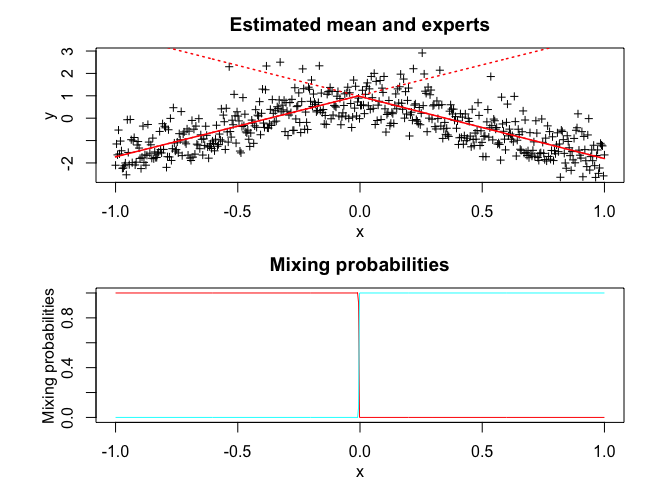 Estimated mean and experts
y
3
2
1
0
-2
-1.0 -0.5 0.0 0.5 1.0
x
Mixing probabilities
Mixing probabilities
0.8
0.4
0.0
-1.0 -0.5 0.0 0.5 1.0
x